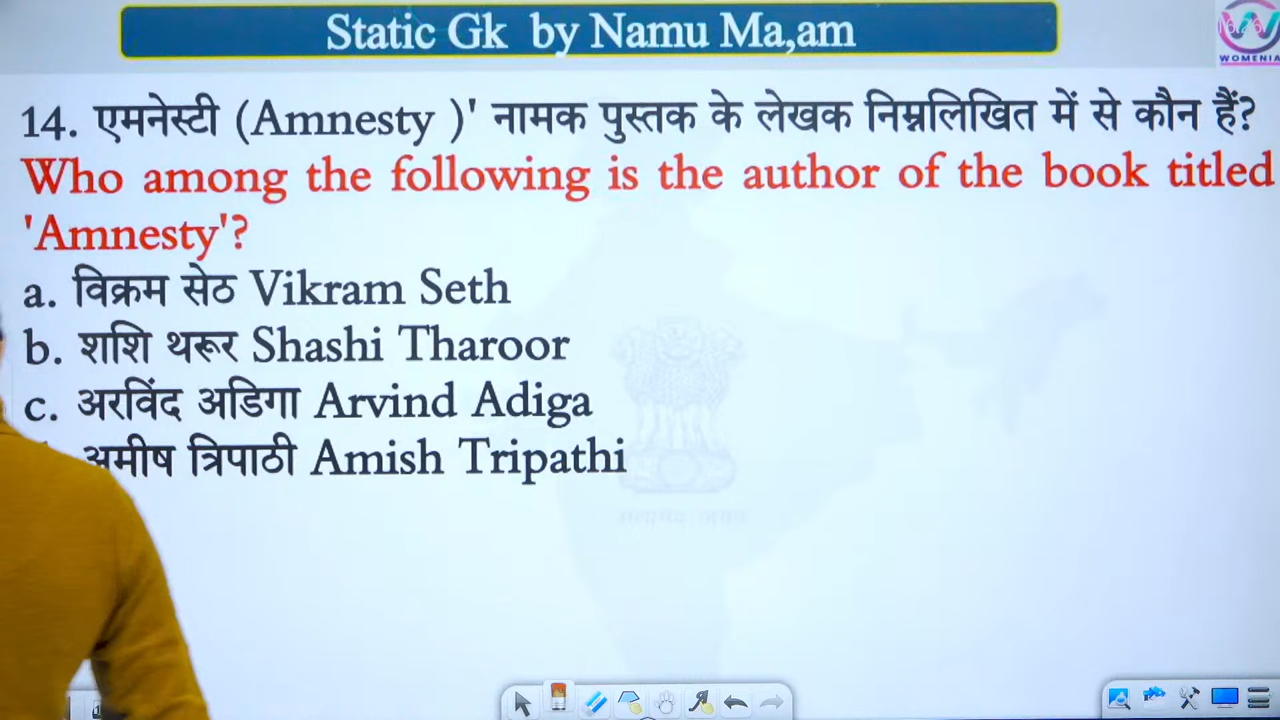 Static Gk by Namu Ma,am
WOMENIA
14. एमनेस्टी (Amnesty )' नामक पुस्तक के लेखक निम्नलिखित में से कौन हैं?
Who among the following is the author of the book titled
'Amnesty'?
a. विक्रम सेठ Vikram Seth
b. शशि थरूर Shashi Tharoor
c. अरविंद अडिगा Arvind Adiga
अमीष त्रिपाठी Amish Tripathi